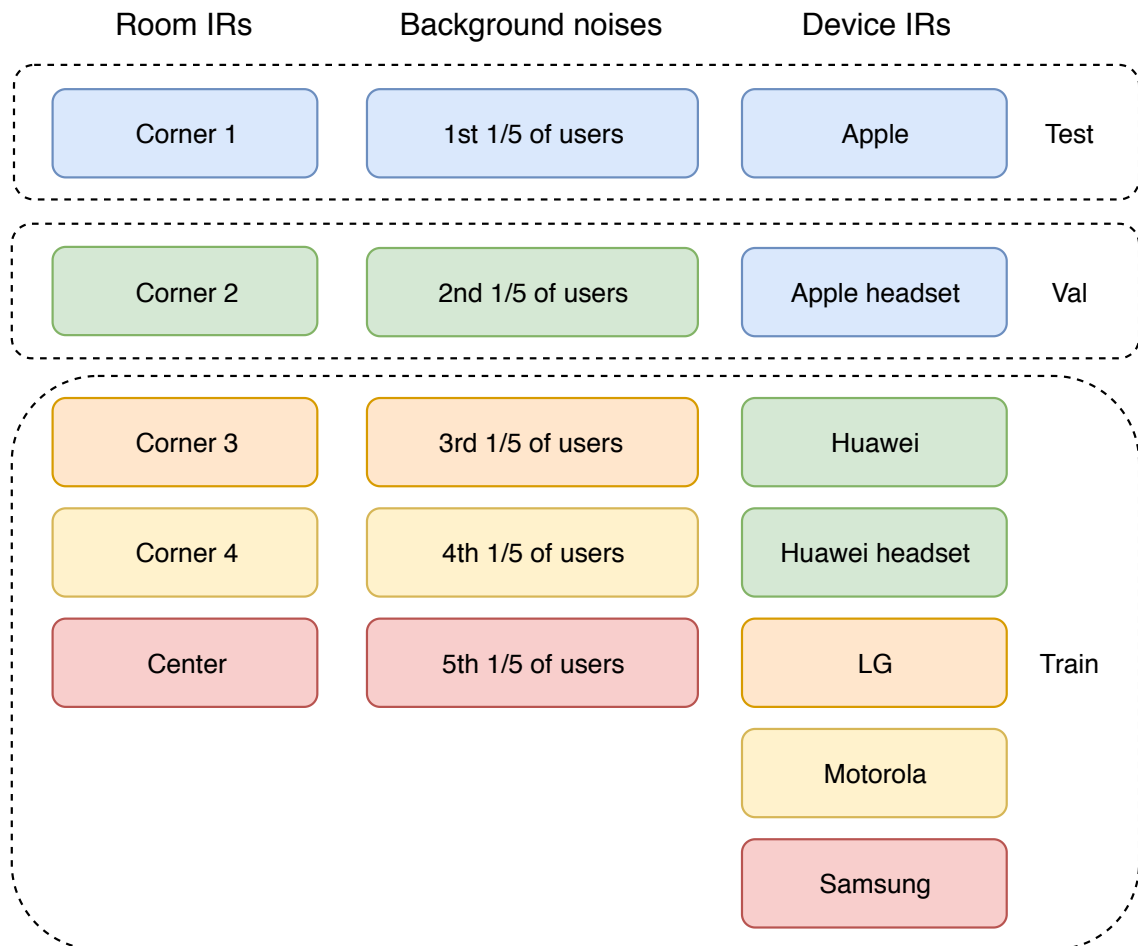 Room IRs
Background noises
Device IRs
Corner 1
1st 1/5 of users
Apple
Test
Corner 2
2nd 1/5 of users
Apple headset
Val
Corner 3
3rd 1/5 of users
Huawei
Corner 4
4th 1/5 of users
Huawei headset
Center
5th 1/5 of users
LG
Train
Motorola
Samsung